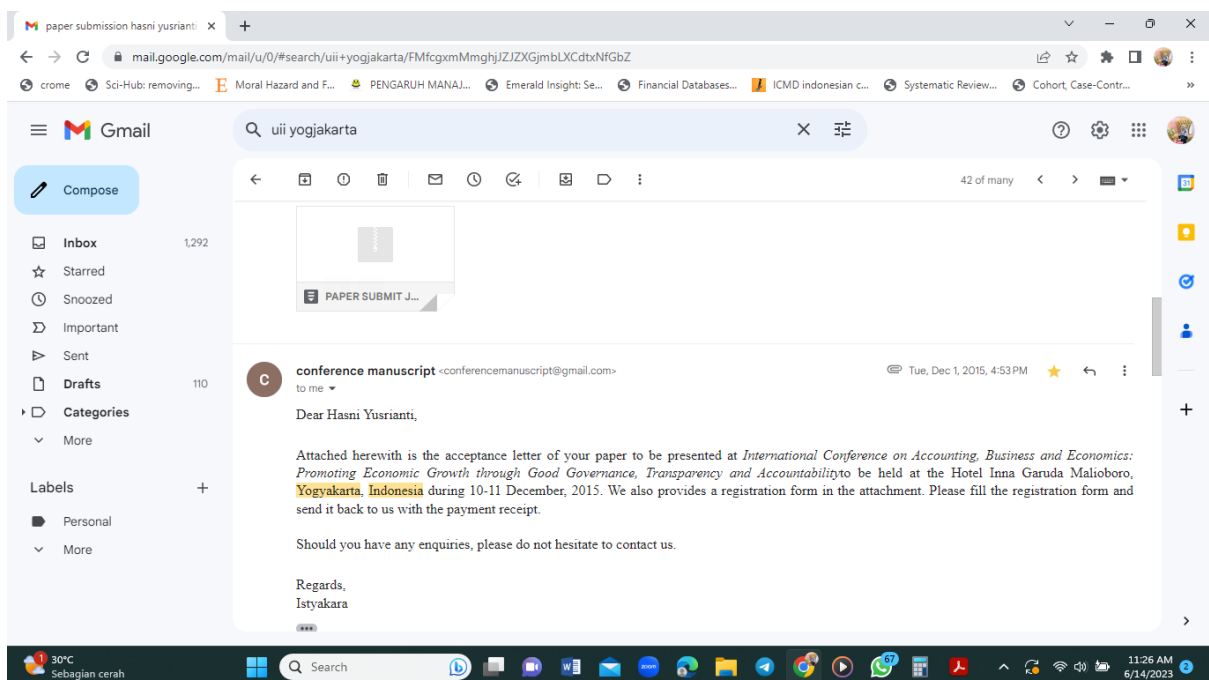 paper submission hasni yusrianti
mail.google.com/mail/u/0/#search/uii+yogjakarta/FMfcgxmMmghjJZJZXGjmbLXCdtxNfGbZ
crome Sci-Hub: removing... Moral Hazard and F... PENGARUH MANAJ... Emerald Insight: Se... Financial Databases... ICMD indonesian c... Systematic Review... Cohort, Case-Contr... »
Gmail
uii yogjakarta
Compose
42 of many
31
Inbox 1,292
Starred
Snoozed
Important
Sent
Drafts 110
Categories
More
Labels +
Personal
More
PAPER SUBMIT J...
C
conference manuscript <conferencemanuscript@gmail.com>
Tue, Dec 1, 2015, 4:53 PM
to me
Dear Hasni Yusrianti,
Attached herewith is the acceptance letter of your paper to be presented at International Conference on Accounting, Business and Economics:
Promoting Economic Growth through Good Governance, Transparency and Accountabilityto be held at the Hotel Inna Garuda Malioboro,
Yogyakarta, Indonesia during 10-11 December, 2015. We also provides a registration form in the attachment. Please fill the registration form and
send it back to us with the payment receipt.
Should you have any enquiries, please do not hesitate to contact us.
Regards,
Istyakara
1
30°C
Sebagian cerah
Search
zoom
67
11:26 AM
6/14/2023
2